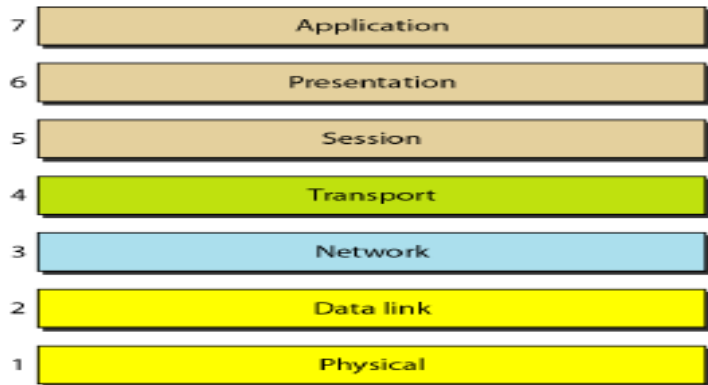 7 Application
6 Presentation
5 Session
4 Transport
3 Network
2 Data link
1 Physical